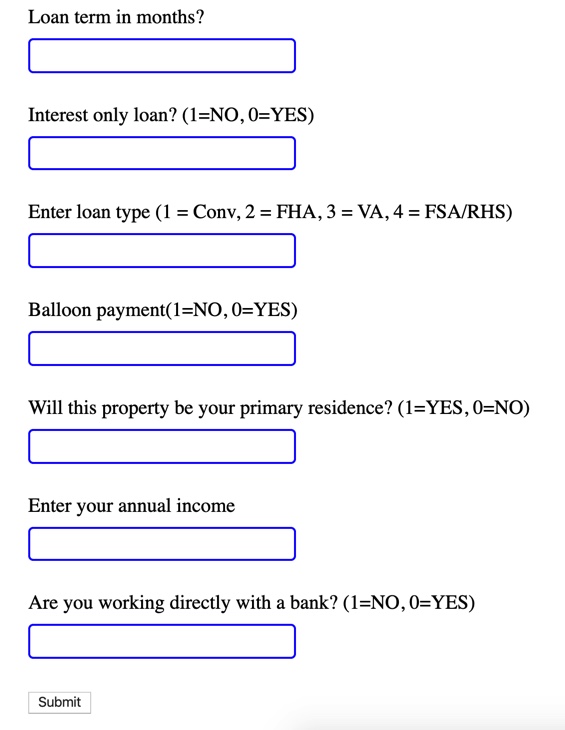 Loan term in months?
Interest only loan? (1=NO, 0=YES)
Enter loan type (1 = Conv, 2 = FHA, 3 = VA, 4 = FSA/RHS)
Balloon payment(1=NO, 0=YES)
Will this property be your primary residence? (1=YES, 0=NO)
Enter your annual income
Are you working directly with a bank? (1=NO, 0=YES)
Submit